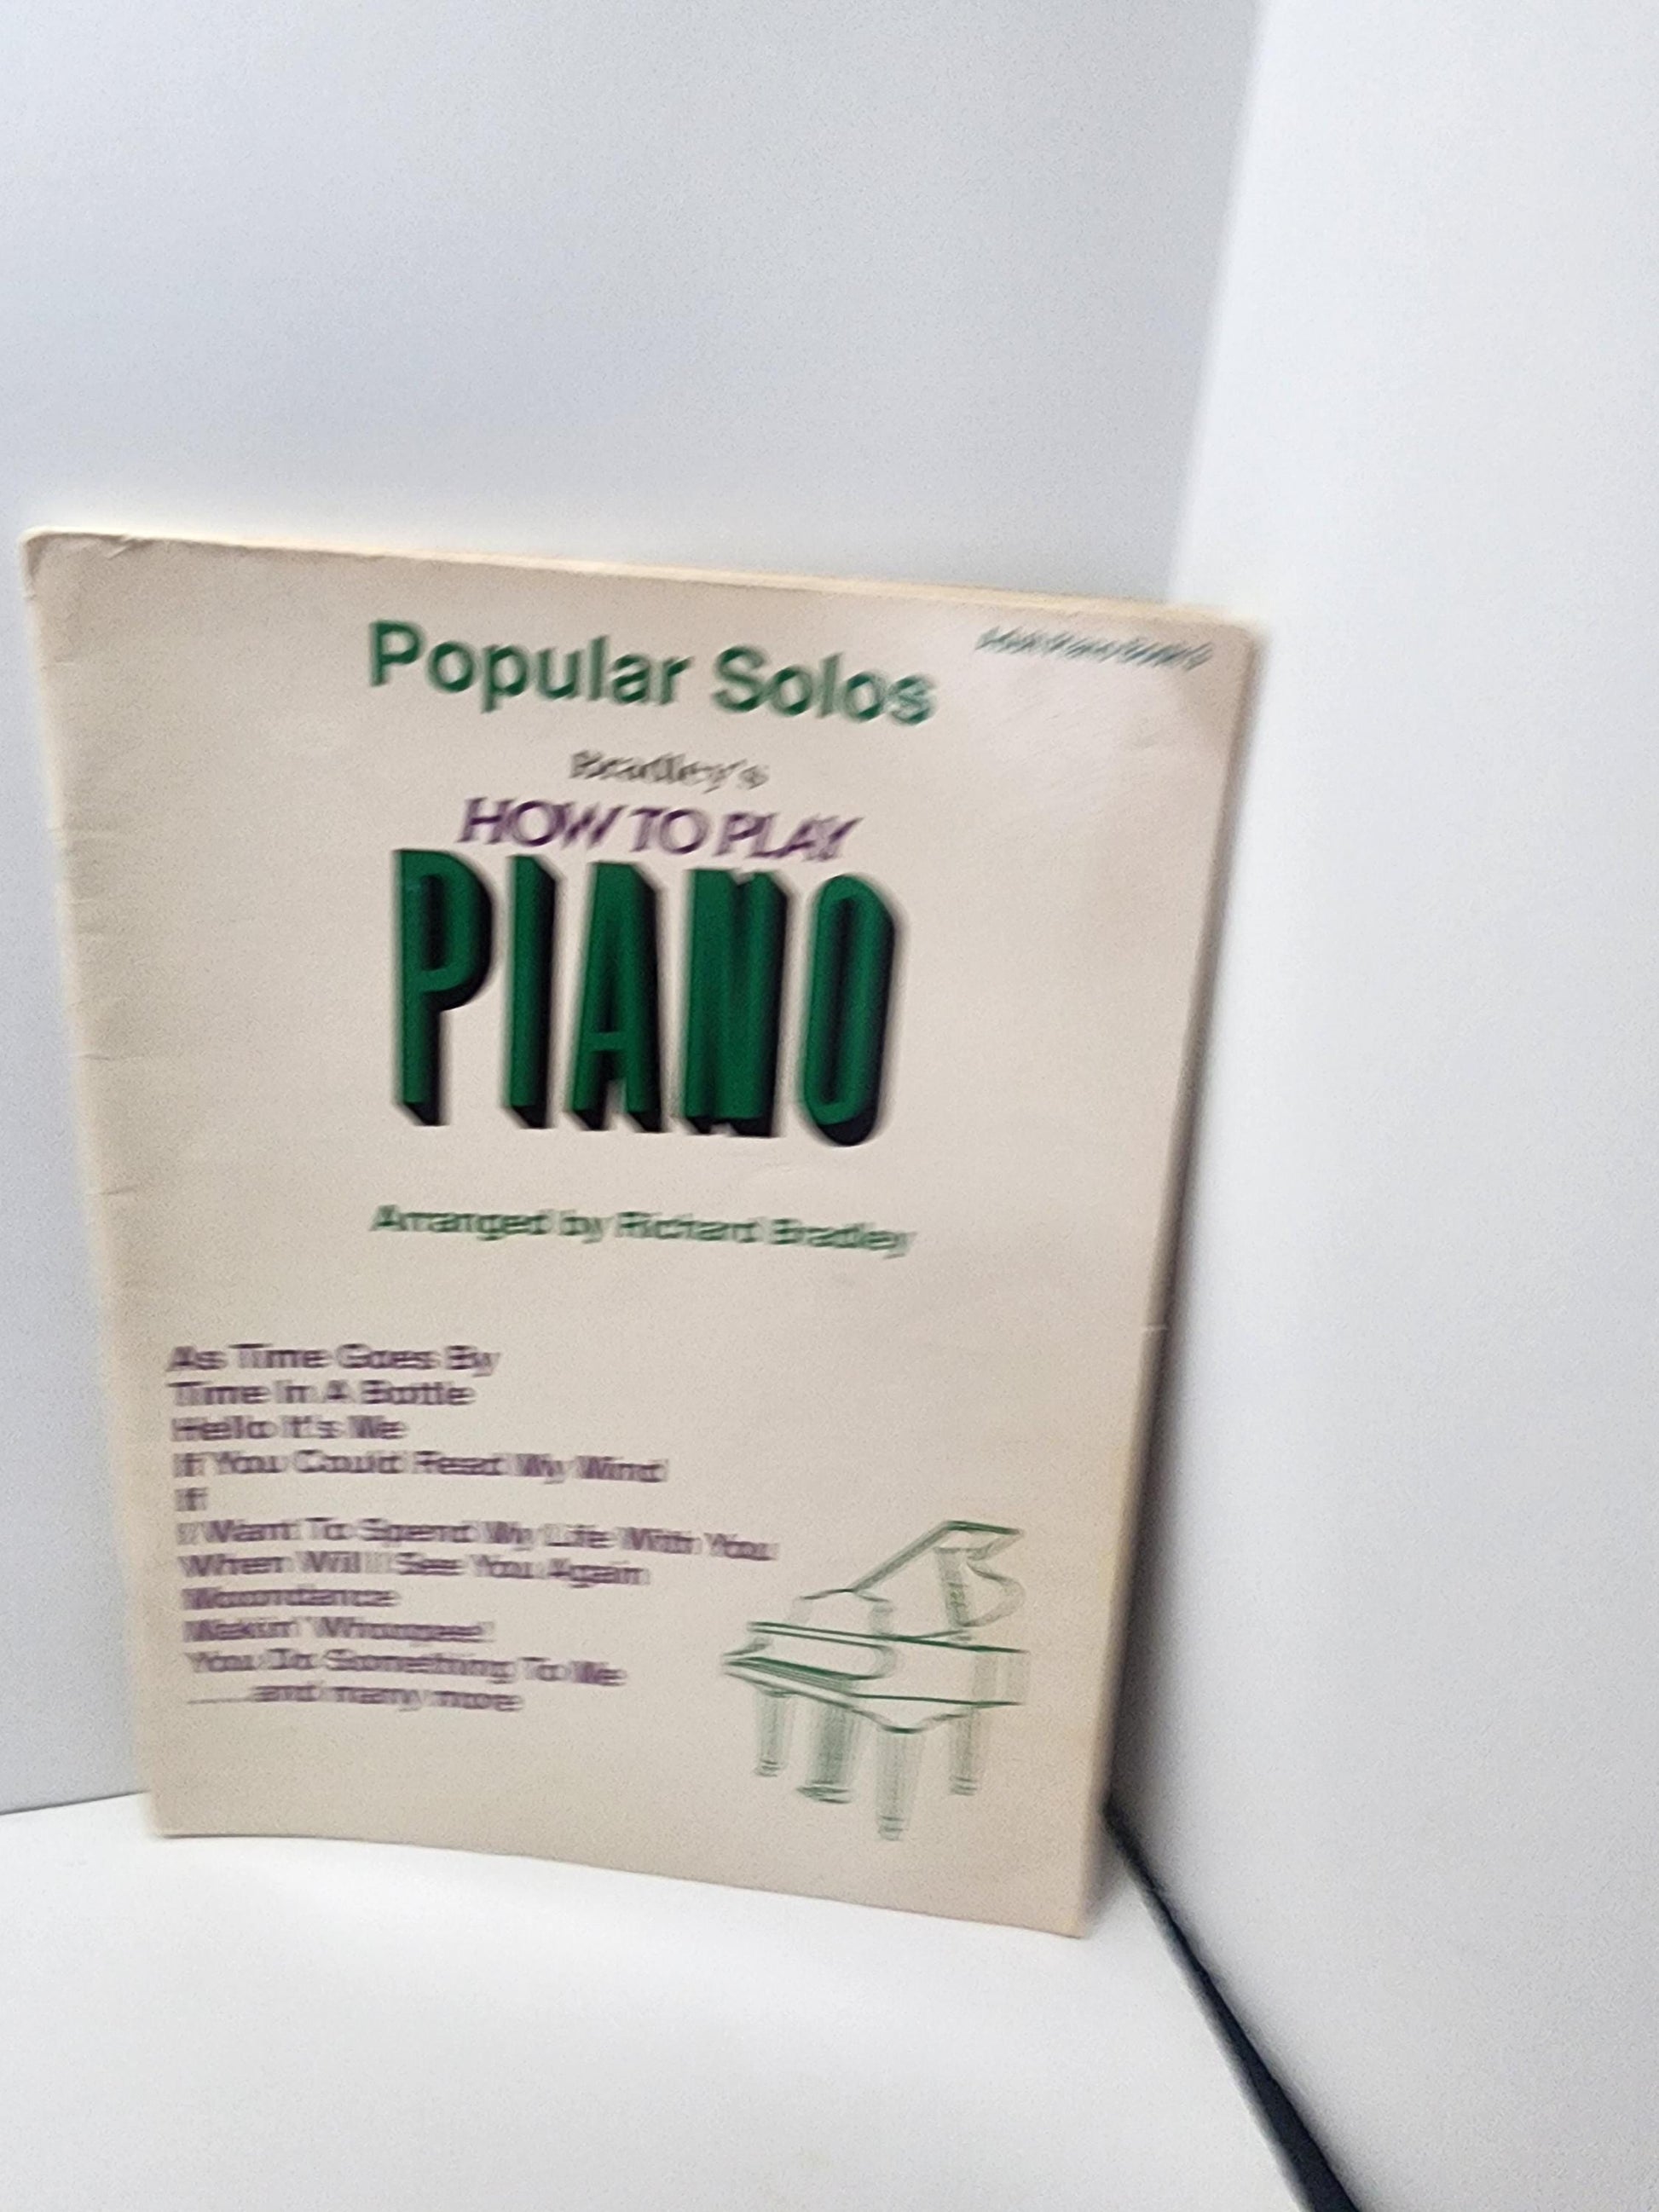 Popular Solos
Bradley's
HOW TO PLAY
PIANO
Arranged by Richard Bradley
As Time Goes By
Time In A Bottle
Hello It's Me
If You Could Read My Mind
If
I Want To Spend My Life With You
When Will I See You Again
Moondance
Makin' Whoopee!
You Do Something To Me
.....and many more